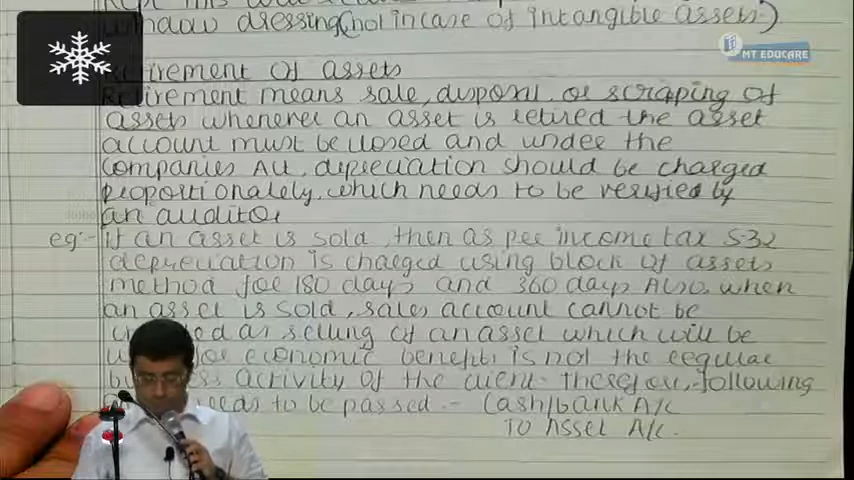 window dressing(not incase of intangible assets.)
MT EDUCARE
Retirement of assets
Retirement means sale, disposal, or scraping of
assets whenever an asset is retired the asset
account must be closed and under the
companies Act, depreciation should be charged
proportionately, which needs to be verified by
an auditor
eg:- if an asset is sold, then as per income tax S-32
depreciation is charged using block of assets
method for 180 days and 360 days Also, when
an asset is sold, sales account cannot be
as selling of an asset which will be
for economic benefits is not the regular
activity of the client. Therefore, following
needs to be passed. - Cash/bank A/c
To Asset A/c.